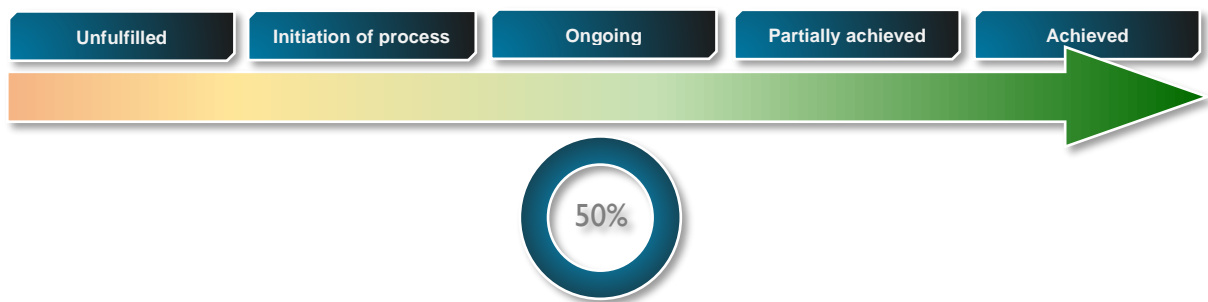 Unfulfilled
Initiation of process
Ongoing
Partially achieved
Achieved
50%